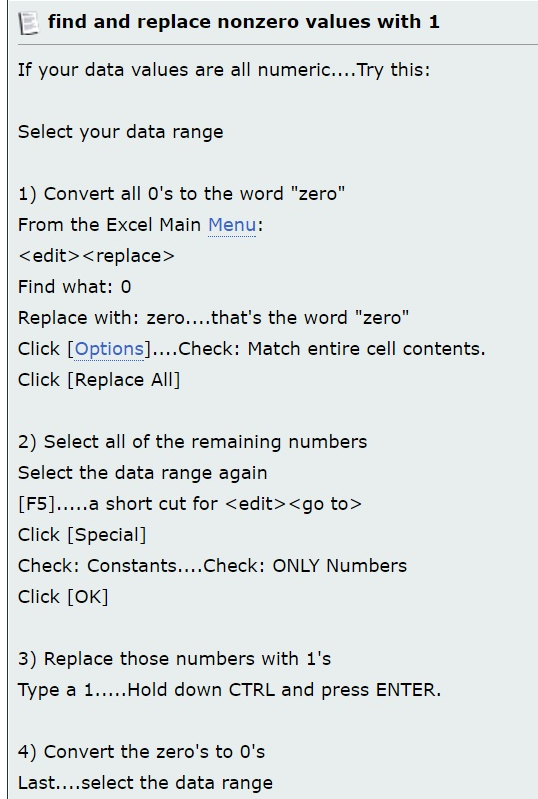 find and replace nonzero values with 1
If your data values are all numeric....Try this:
Select your data range
1) Convert all 0's to the word "zero"
From the Excel Main Menu:
<edit><replace>
Find what: 0
Replace with: zero....that's the word "zero"
Click [Options]....Check: Match entire cell contents.
Click [Replace All]
2) Select all of the remaining numbers
Select the data range again
[F5].....a short cut for <edit><go to>
Click [Special]
Check: Constants....Check: ONLY Numbers
Click [OK]
3) Replace those numbers with 1's
Type a 1.....Hold down CTRL and press ENTER.
4) Convert the zero's to 0's
Last....select the data range